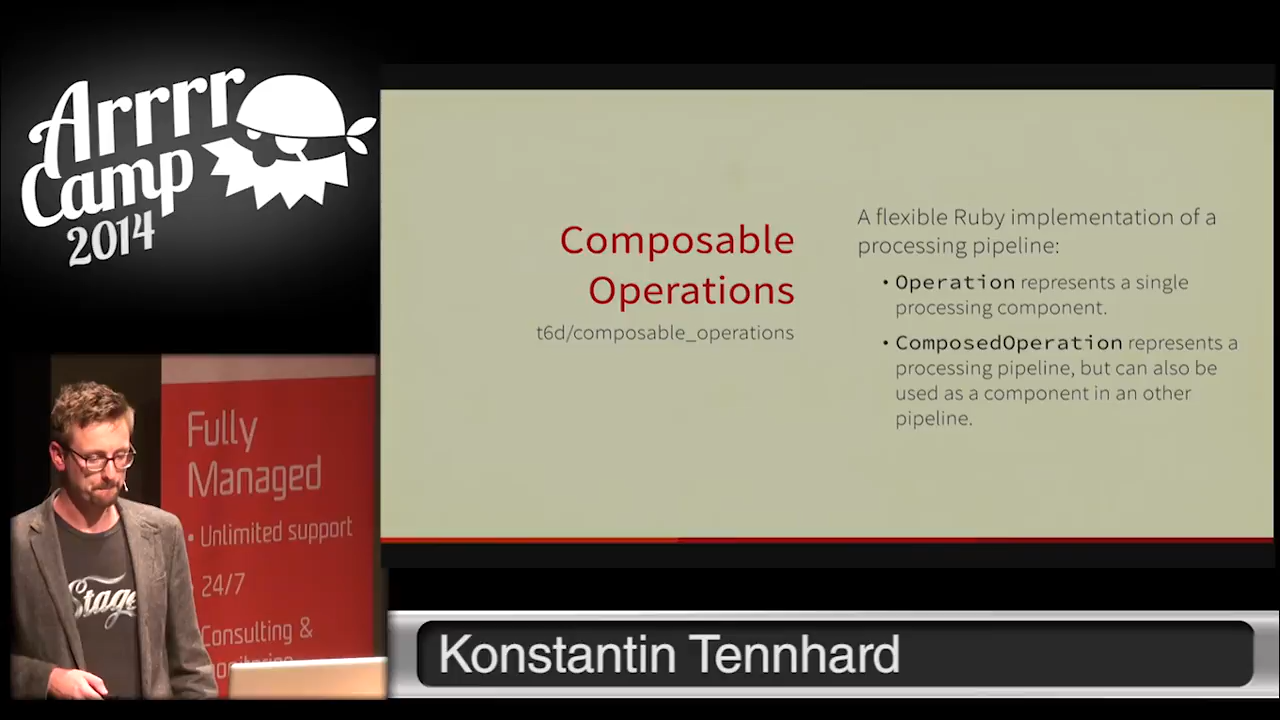 Arrrr
Camp
2014
Composable
Operations
t6d/composable_operations
A flexible Ruby implementation of a
processing pipeline:
• Operation represents a single
processing component.
• ComposedOperation represents a
processing pipeline, but can also be
used as a component in an other
pipeline.
Fully
Managed
• Unlimited support
24/7
Consulting &
Stage
Konstantin Tennhard